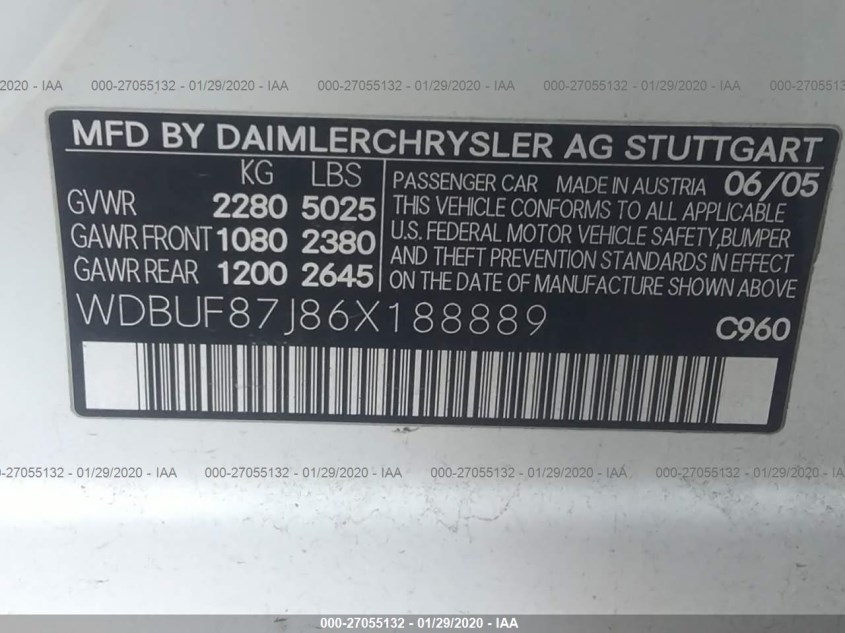 2020 - IAA 000-27055132 - 01/29/2020 - IAA 000-27055132 - 01/29/2020 - IAA 000-27055132 - 01/29/2020 - IAA 000-2
MFD BY DAIMLERCHRYSLER AG STUTTGART
KG LBS
GVWR 2280 5025
GAWR FRONT 1080 2380
GAWR REAR 1200 2645
PASSENGER CAR MADE IN AUSTRIA 06/05
THIS VEHICLE CONFORMS TO ALL APPLICABLE
U.S. FEDERAL MOTOR VEHICLE SAFETY,BUMPER
AND THEFT PREVENTION STANDARDS IN EFFECT
ON THE DATE OF MANUFACTURE SHOWN ABOVE
WDBUF87J86X188889 C960
-27055132 - 01/29/2020 - IAA 000-27055132 - 01/29/2020 - IAA 000-27055132 - 01/29/2020 - IAA 000-27055132 - 01/29/2020 - IAA
000-27055132 - 01/29/2020 - IAA